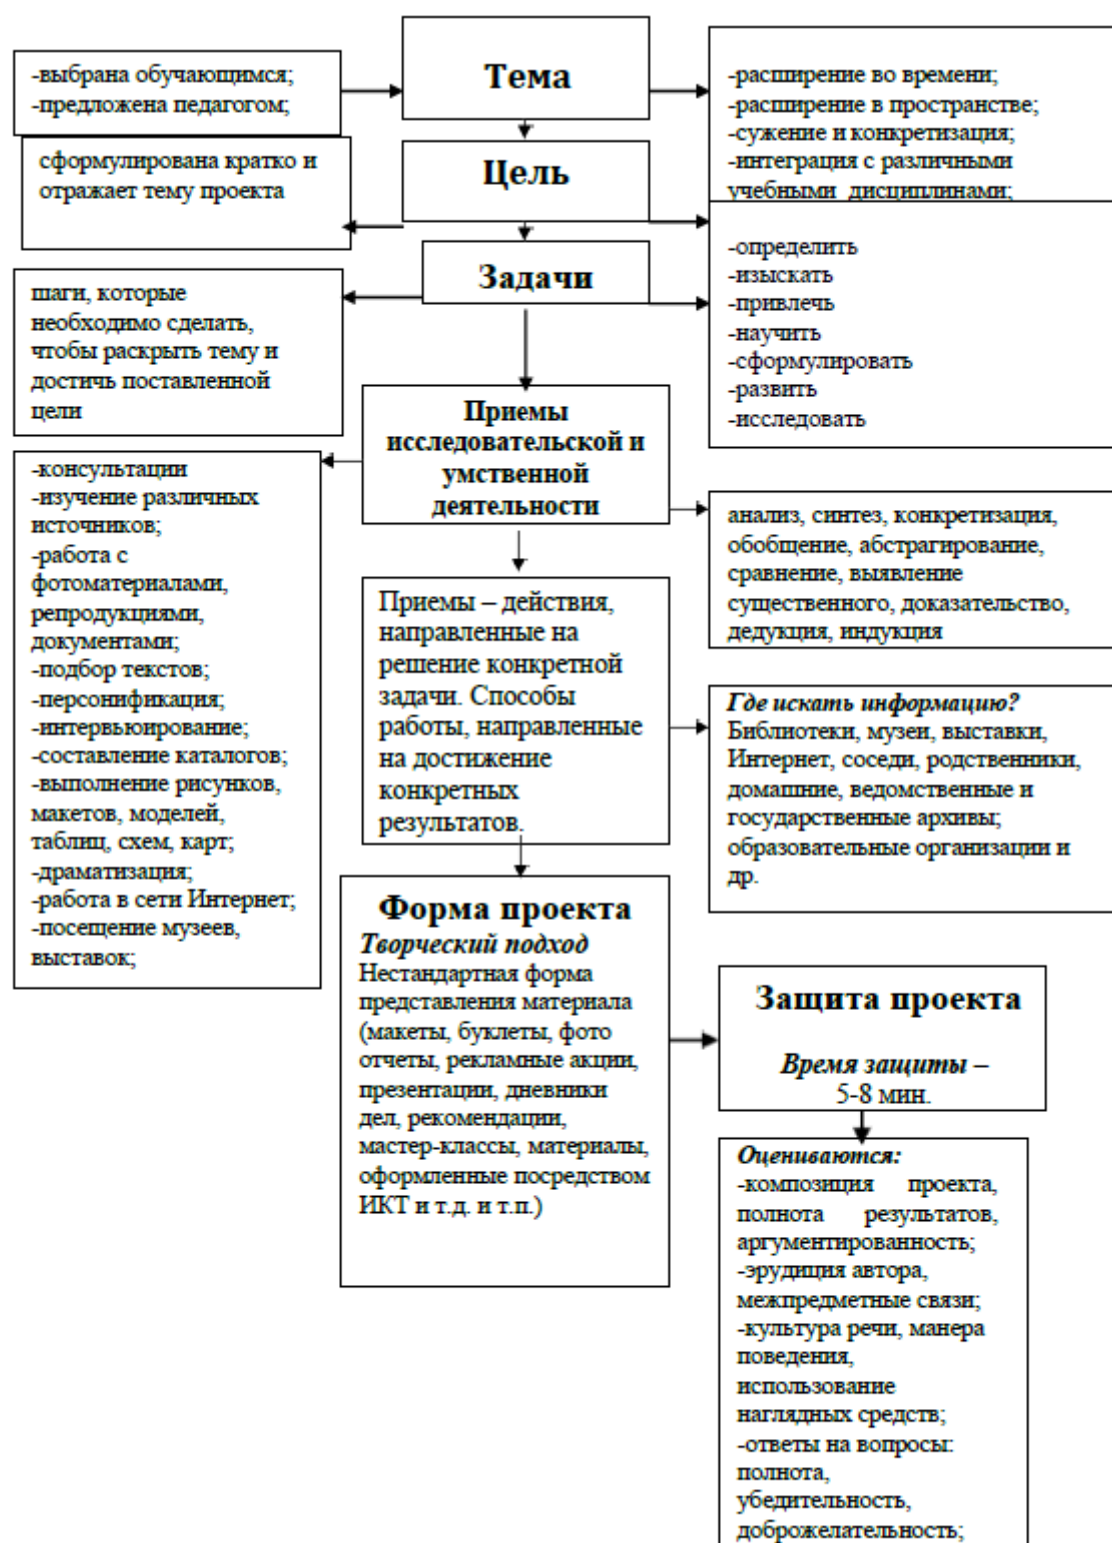 -выбрана обучающимся;
-предложена педагогом;
Тема
-расширение во времени;
-расширение в пространстве;
-сужение и конкретизация;
-интеграция с различными
учебными дисциплинами;
сформулирована кратко и
отражает тему проекта
Цель
Задачи
-определить
-изыскать
-привлечь
-научить
-сформулировать
-развить
-исследовать
шаги, которые
необходимо сделать,
чтобы раскрыть тему и
достичь поставленной
цели
Приемы
исследовательской и
умственной
деятельности
-консультации
-изучение различных
источников;
-работа с
фотоматериалами,
репродукциями,
документами;
-подбор текстов;
-персонификация;
-интервьюирование;
-составление каталогов;
-выполнение рисунков,
макетов, моделей,
таблиц, схем, карт;
-драматизация;
-работа в сети Интернет;
-посещение музеев,
выставок;
анализ, синтез, конкретизация,
обобщение, абстрагирование,
сравнение, выявление
существенного, доказательство,
дедукция, индукция
Приемы – действия,
направленные на
решение конкретной
задачи. Способы
работы, направленные
на достижение
конкретных
результатов.
Где искать информацию?
Библиотеки, музеи, выставки,
Интернет, соседи, родственники,
домашние, ведомственные и
государственные архивы;
образовательные организации и
др.
Форма проекта
Творческий подход
Нестандартная форма
представления материала
(макеты, буклеты, фото
отчеты, рекламные акции,
презентации, дневники
дел, рекомендации,
мастер-классы, материалы,
оформленные посредством
ИКТ и т.д. и т.п.)
Защита проекта
Время защиты –
5-8 мин.
Оцениваются:
-композиция проекта,
полнота результатов,
аргументированность;
-эрудиция автора,
межпредметные связи;
-культура речи, манера
поведения,
использование
наглядных средств;
-ответы на вопросы:
полнота,
убедительность,
доброжелательность;